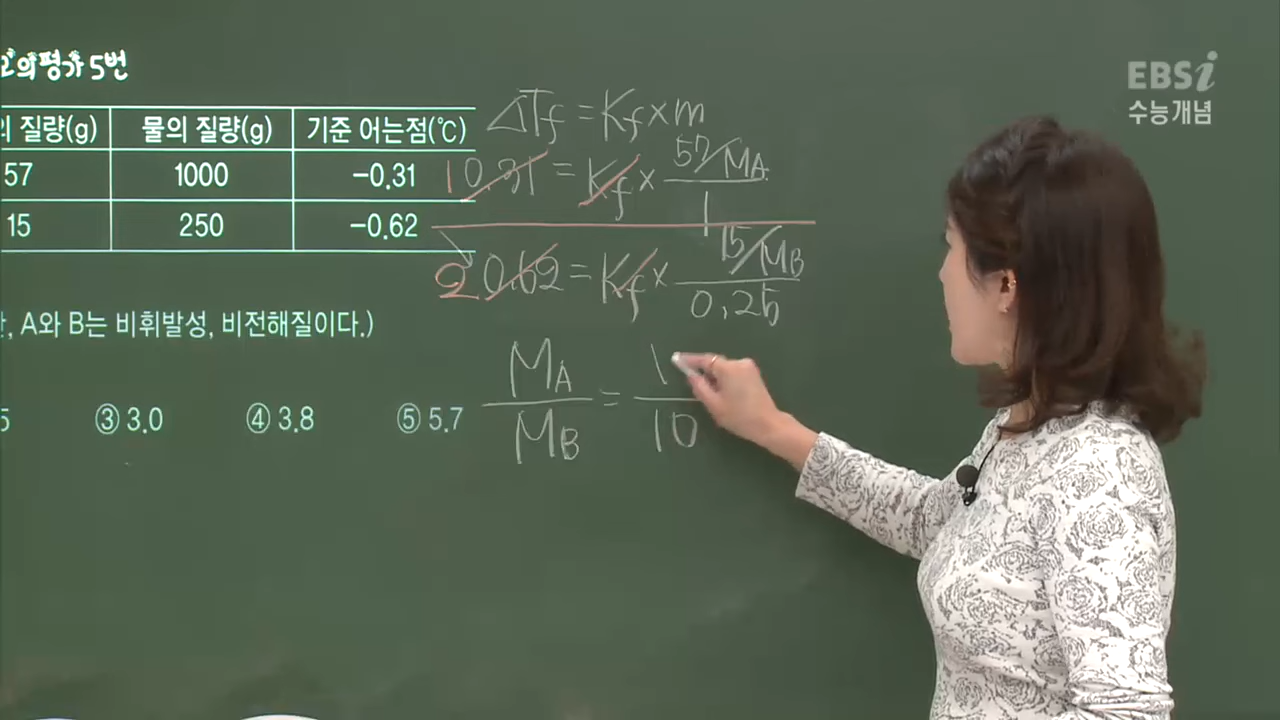 2의평가 5번
EBSi
수능개념
의 질량(g) 물의 질량(g) 기준 어는점(℃)
57 1000 -0.31
15 250 -0.62
, A와 B는 비휘발성, 비전해질이다.)
5 ③ 3.0 ④ 3.8 ⑤ 5.7
ΔTf = Kf × m
1 0.31 = Kf × 57/MA / 1
2 0.62 = Kf × 15/MB / 0.25
MA / MB = 1 / 10